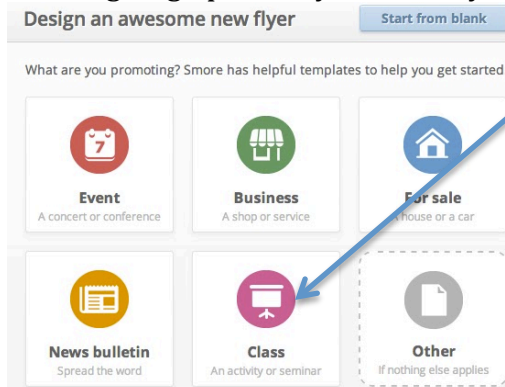 Design an awesome new flyer
Start from blank
What are you promoting? Smore has helpful templates to help you get started
7
Event
Business
For sale
A concert or conference
A shop or service
A house or a car
News bulletin
Class
Other
Spread the word
An activity or seminar
If nothing else applies